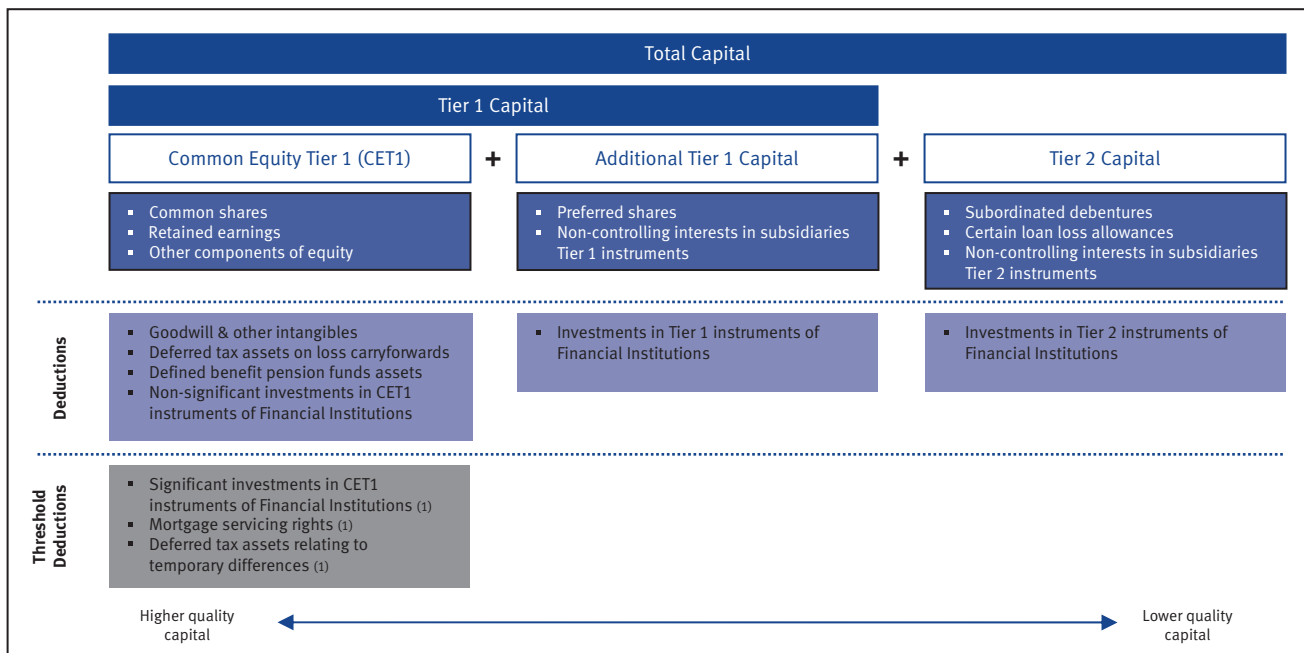 Total Capital
Tier 1 Capital
Common Equity Tier 1 (CET1)
+
Additional Tier 1 Capital
+
Tier 2 Capital
▪ Common shares
▪ Retained earnings
▪ Other components of equity
▪ Preferred shares
▪ Non-controlling interests in subsidiaries
Tier 1 instruments
▪ Subordinated debentures
▪ Certain loan loss allowances
▪ Non-controlling interests in subsidiaries
Tier 2 instruments
Deductions
▪ Goodwill & other intangibles
▪ Deferred tax assets on loss carryforwards
▪ Defined benefit pension funds assets
▪ Non-significant investments in CET1
instruments of Financial Institutions
▪ Investments in Tier 1 instruments of
Financial Institutions
▪ Investments in Tier 2 instruments of
Financial Institutions
Threshold
Deductions
▪ Significant investments in CET1
instruments of Financial Institutions (1)
▪ Mortgage servicing rights (1)
▪ Deferred tax assets relating to
temporary differences (1)
Higher quality
capital
Lower quality
capital